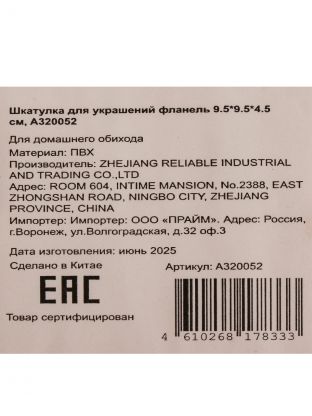 Шкатулка для украшений фланель 9.5*9.5*4.5
см, A320052
Для домашнего обихода
Материал: ПВХ
Производитель: ZHEJIANG RELIABLE INDUSTRIAL
AND TRADING CO.,LTD
Адрес: ROOM 604, INTIME MANSION, No.2388, EAST
ZHONGSHAN ROAD, NINGBO CITY, ZHEJIANG
PROVINCE, CHINA
Импортер: Импортер: ООО «ПРАЙМ». Адрес: Россия,
г.Воронеж, ул.Волгоградская, д.32 оф.3
Дата изготовления: июнь 2025
Сделано в Китае
Артикул: A320052
EAC
Товар сертифицирован
4 610268 178333